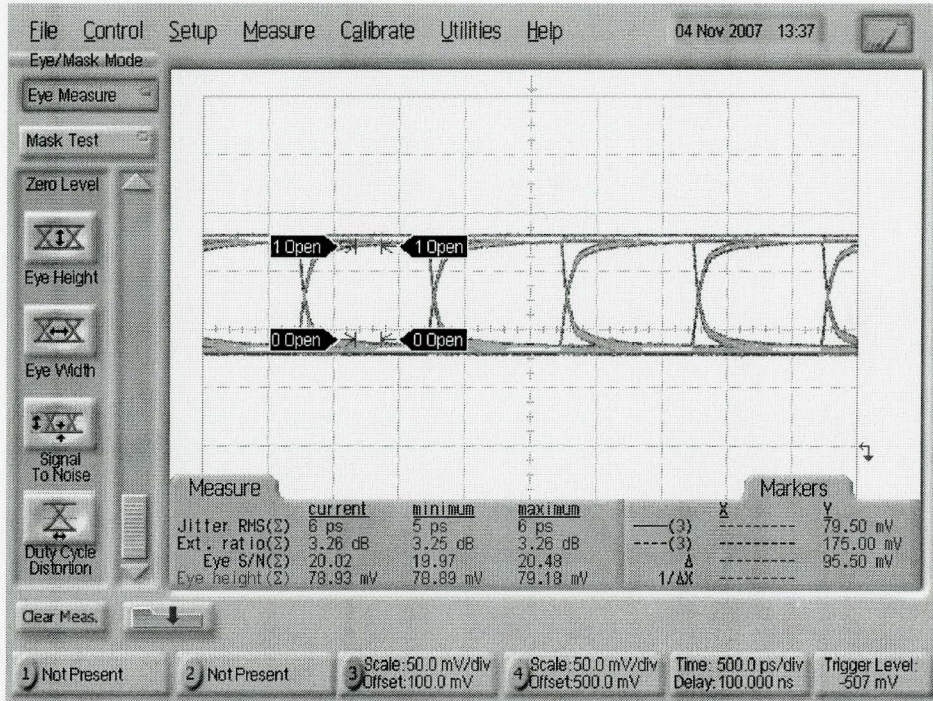 File Control Setup Measure Calibrate Utilities Help 04 Nov 2007 13:37
Eye/Mask Mode
Eye Measure
Mask Test
Zero Level
Eye Height
Eye Width
Signal
To Noise
Duty Cycle
Distortion
Clear Meas.
1 Open 1 Open
0 Open 0 Open
Measure
current minimum maximum
Jitter RMS(Σ) 6 ps 5 ps 6 ps
Ext. ratio(Σ) 3.26 dB 3.25 dB 3.26 dB
Eye S/N(Σ) 20.02 19.97 20.48
Eye height(Σ) 78.93 mV 78.89 mV 79.18 mV
Markers
X Y
——(3) --------- 79.50 mV
----(3) --------- 175.00 mV
Δ --------- 95.50 mV
1/ΔX ---------
1) Not Present
2) Not Present
3) Scale:50.0 mV/div
Offset:100.0 mV
4) Scale:50.0 mV/div
Offset:500.0 mV
Time: 500.0 ps/div
Delay:100.000 ns
Trigger Level:
-507 mV